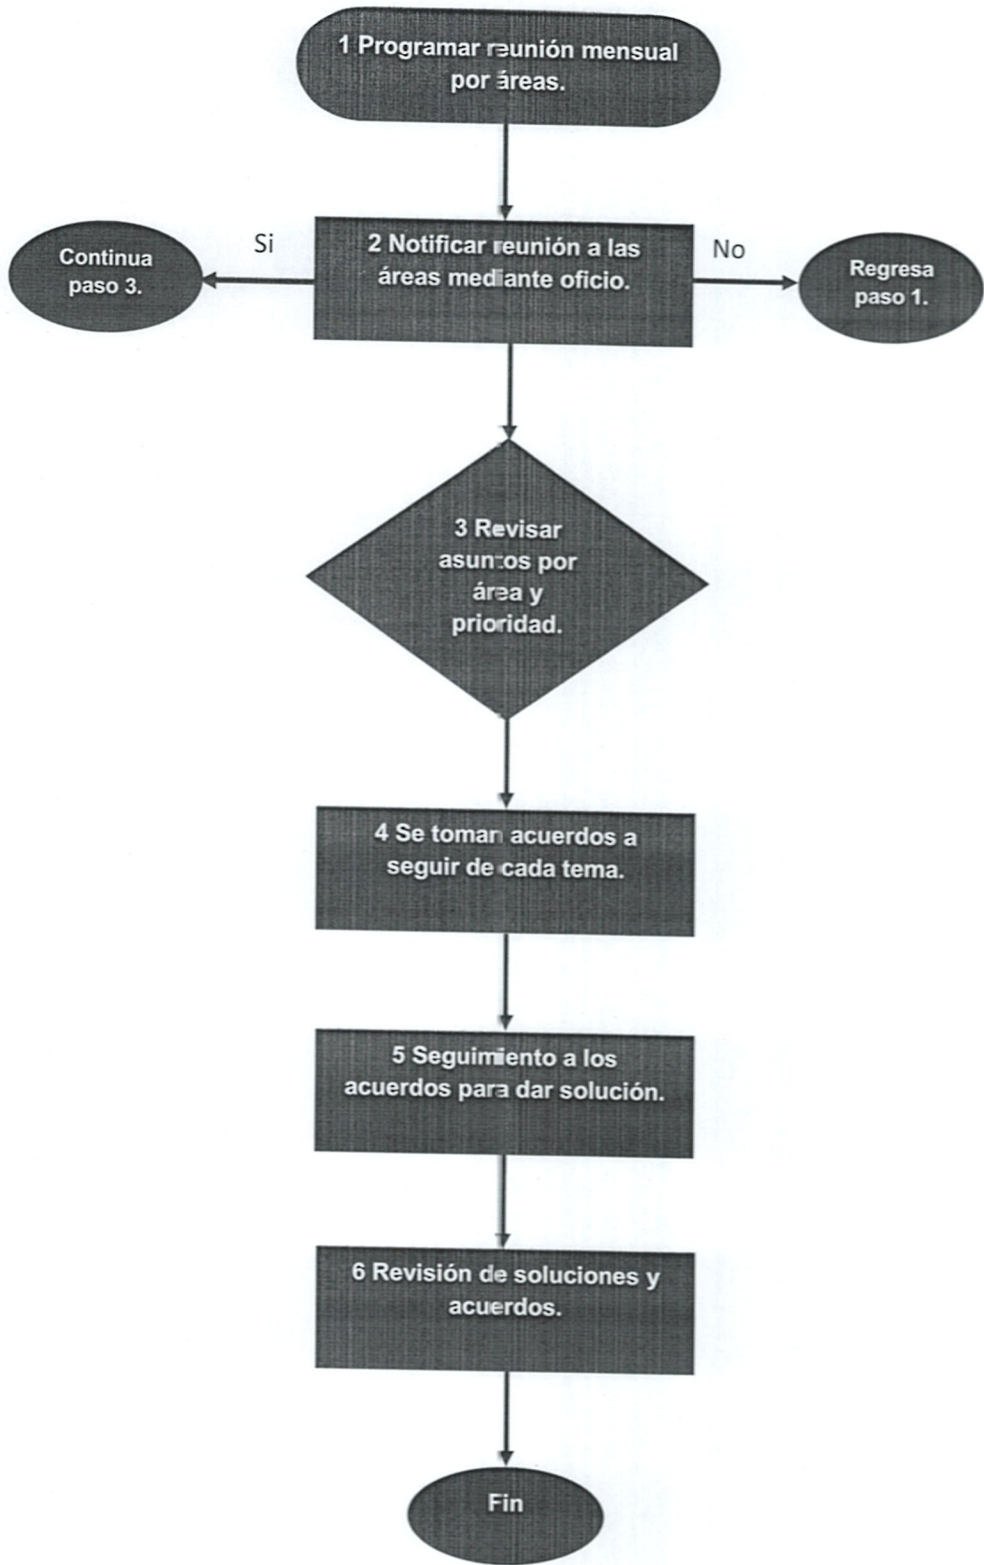 1 Programar reunión mensual
por áreas.
Si
2 Notificar reunión a las
áreas mediante oficio.
No
Continua
paso 3.
Regresa
paso 1.
3 Revisar
asuntos por
área y
prioridad.
4 Se toman acuerdos a
seguir de cada tema.
5 Seguimiento a los
acuerdos para dar solución.
6 Revisión de soluciones y
acuerdos.
Fin